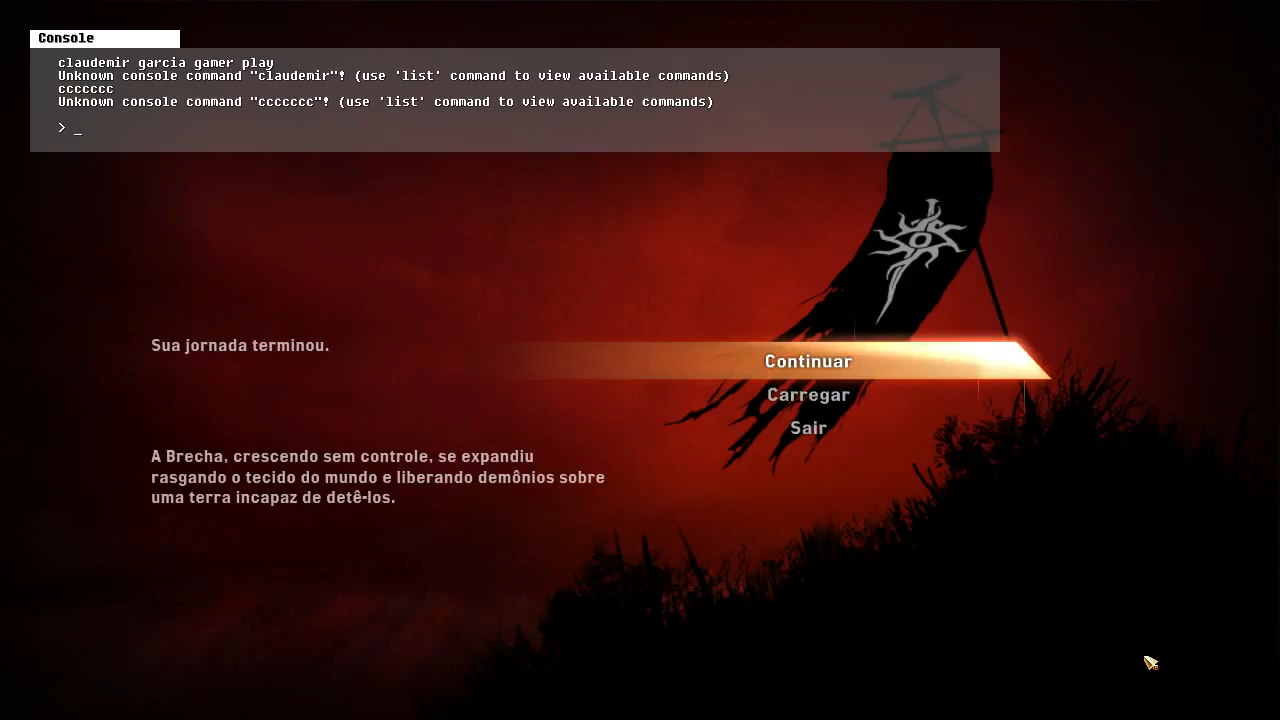 Console
claudemir garcia gamer play
Unknown console command "claudemir"! (use 'list' command to view available commands)
ccccccc
Unknown console command "ccccccc"! (use 'list' command to view available commands)
> _
Sua jornada terminou.
Continuar
Carregar
Sair
A Brecha, crescendo sem controle, se expandiu
rasgando o tecido do mundo e liberando demônios sobre
uma terra incapaz de detê-los.